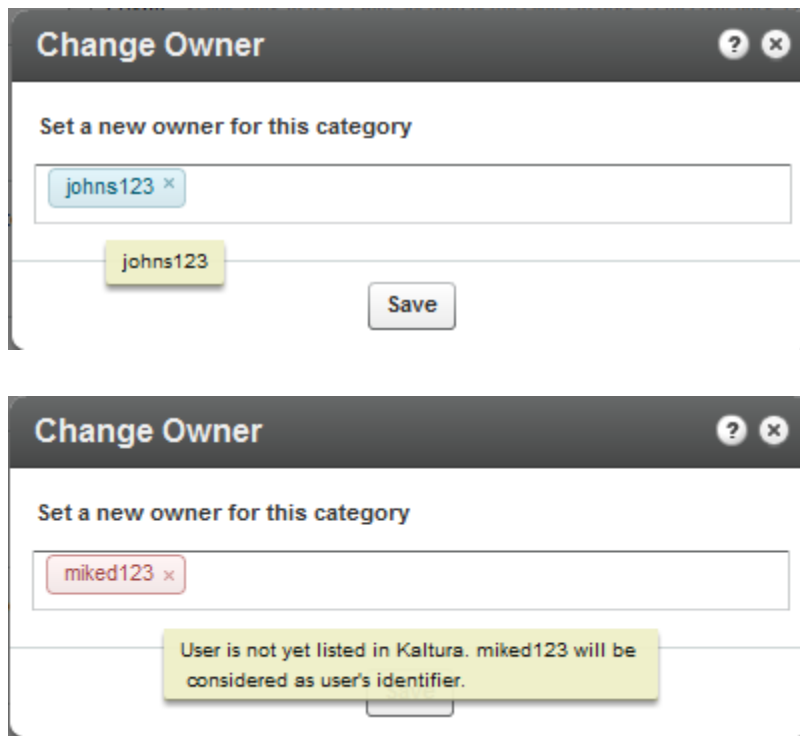 Change Owner
?
Set a new owner for this category
johns123 ×
johns123
Save
Change Owner
?
Set a new owner for this category
miked123 ×
User is not yet listed in Kaltura. miked123 will be
considered as user's identifier.
Save